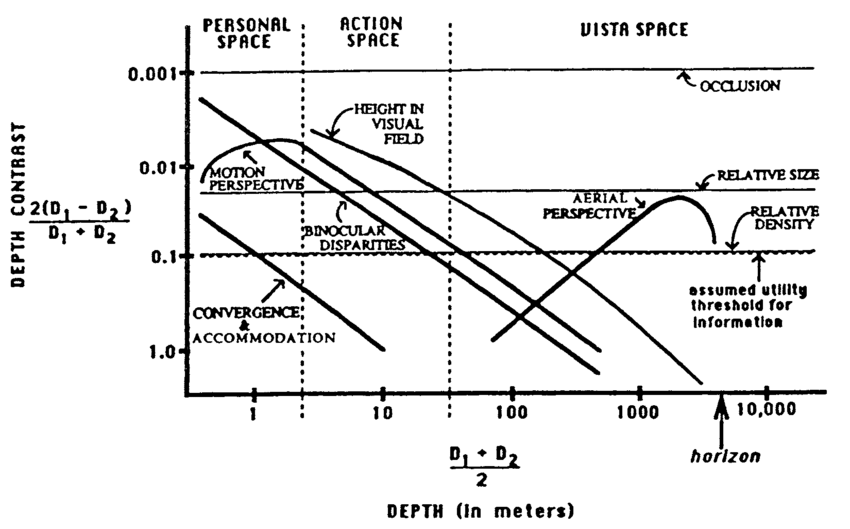 PERSONAL
SPACE
ACTION
SPACE
VISTA SPACE
0.001
OCCLUSION
HEIGHT IN
VISUAL
FIELD
0.01
MOTION
PERSPECTIVE
RELATIVE SIZE
AERIAL
PERSPECTIVE
RELATIVE
DENSITY
BINOCULAR
DISPARITIES
DEPTH CONTRAST
2(D1 - D2)
D1 + D2
0.1
assumed utility
threshold for
information
CONVERGENCE
&
ACCOMMODATION
1.0
1
10
100
1000
10,000
horizon
D1 + D2
2
DEPTH (in meters)